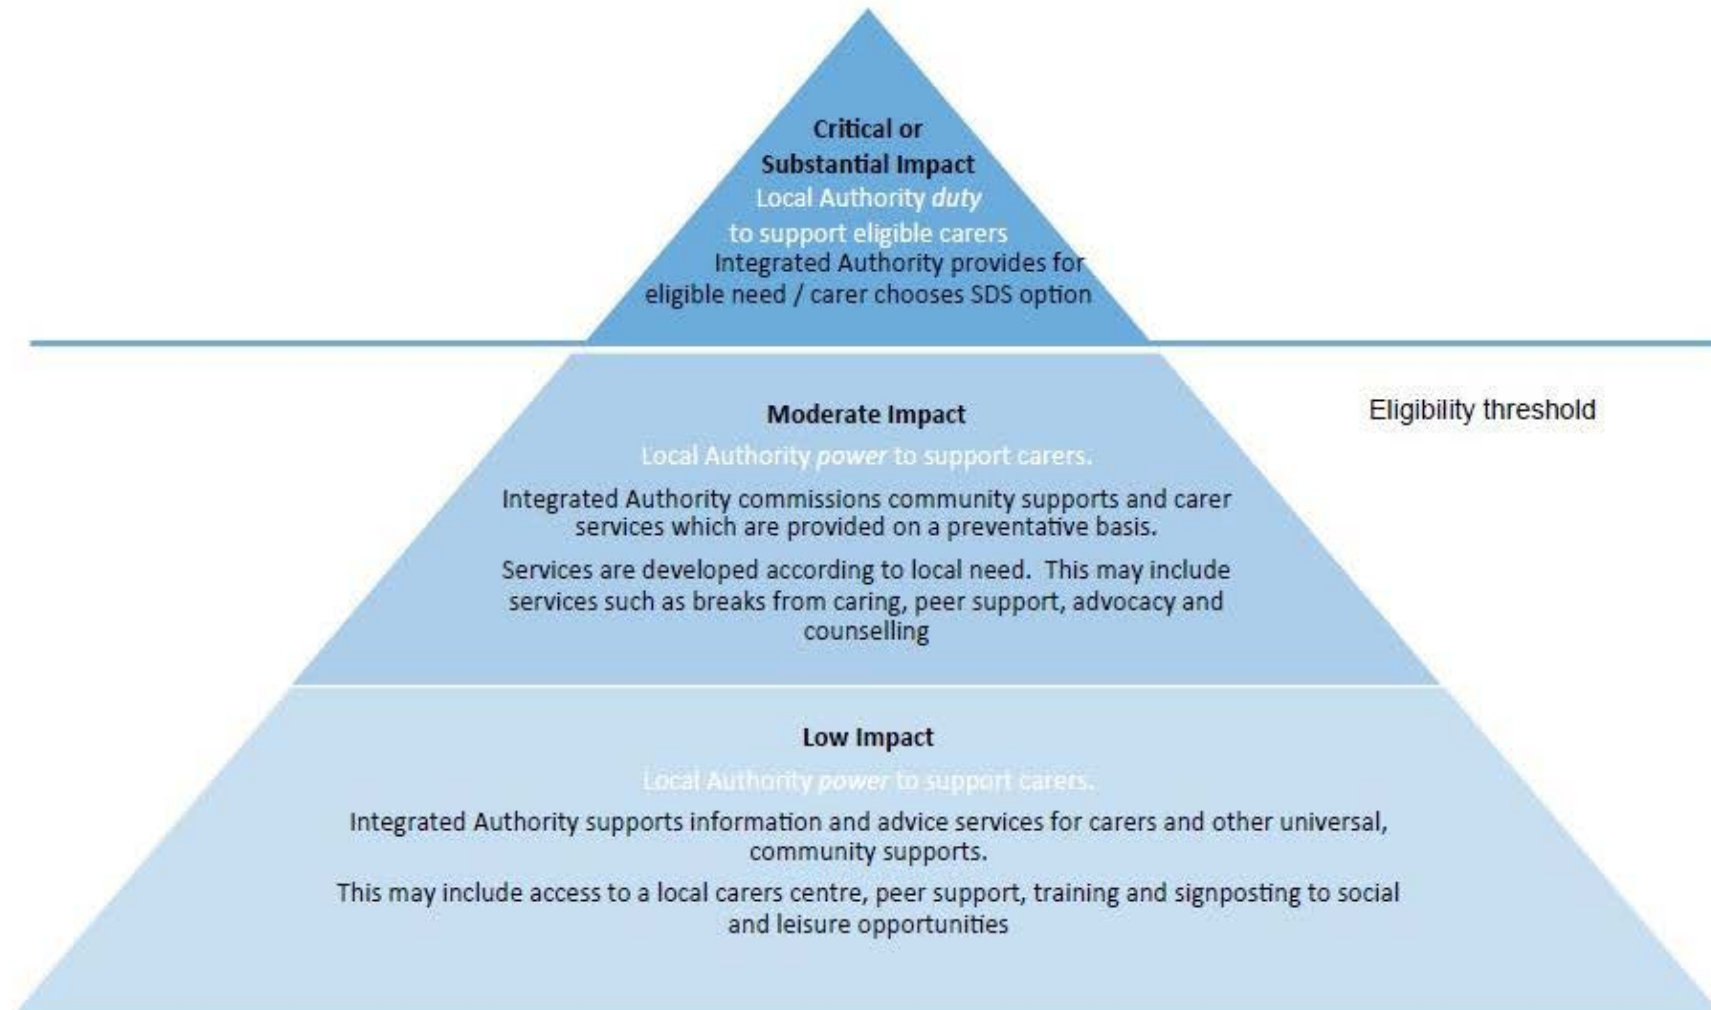 Critical or
Substantial Impact
Local Authority duty
to support eligible carers
Integrated Authority provides for
eligible need / carer chooses SDS option
Eligibility threshold
Moderate Impact
Local Authority power to support carers.
Integrated Authority commissions community supports and carer
services which are provided on a preventative basis.
Services are developed according to local need.  This may include
services such as breaks from caring, peer support, advocacy and
counselling
Low Impact
Local Authority power to support carers.
Integrated Authority supports information and advice services for carers and other universal,
community supports.
This may include access to a local carers centre, peer support, training and signposting to social
and leisure opportunities